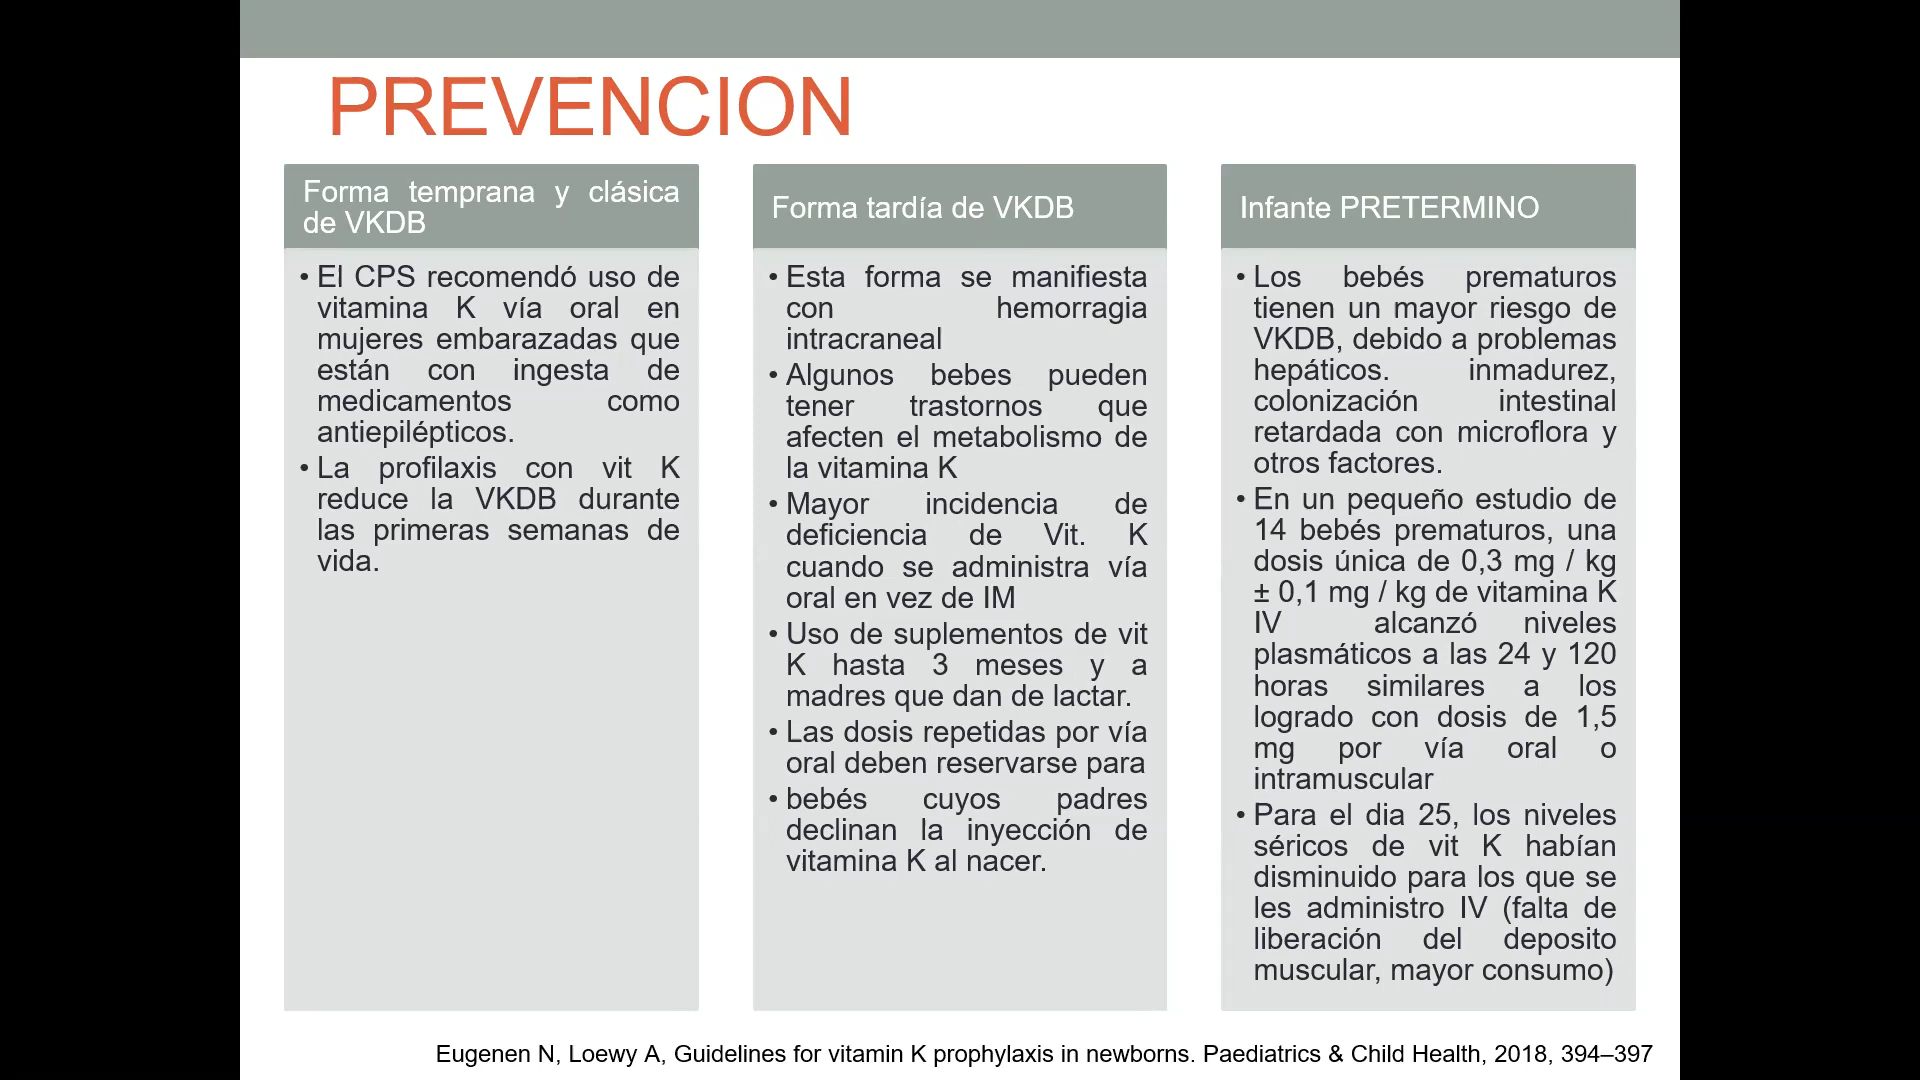 PREVENCION
Forma temprana y clásica
de VKDB
• El CPS recomendó uso de
vitamina K vía oral en
mujeres embarazadas que
están con ingesta de
medicamentos como
antiepilépticos.
• La profilaxis con vit K
reduce la VKDB durante
las primeras semanas de
vida.
Forma tardía de VKDB
• Esta forma se manifiesta
con hemorragia
intracraneal
• Algunos bebes pueden
tener trastornos que
afecten el metabolismo de
la vitamina K
• Mayor incidencia de
deficiencia de Vit. K
cuando se administra vía
oral en vez de IM
• Uso de suplementos de vit
K hasta 3 meses y a
madres que dan de lactar.
• Las dosis repetidas por vía
oral deben reservarse para
• bebés cuyos padres
declinan la inyección de
vitamina K al nacer.
Infante PRETERMINO
• Los bebés prematuros
tienen un mayor riesgo de
VKDB, debido a problemas
hepáticos. inmadurez,
colonización intestinal
retardada con microflora y
otros factores.
• En un pequeño estudio de
14 bebés prematuros, una
dosis única de 0,3 mg / kg
± 0,1 mg / kg de vitamina K
IV alcanzó niveles
plasmáticos a las 24 y 120
horas similares a los
logrado con dosis de 1,5
mg por vía oral o
intramuscular
• Para el dia 25, los niveles
séricos de vit K habían
disminuido para los que se
les administro IV (falta de
liberación del deposito
muscular, mayor consumo)
Eugenen N, Loewy A, Guidelines for vitamin K prophylaxis in newborns. Paediatrics & Child Health, 2018, 394–397